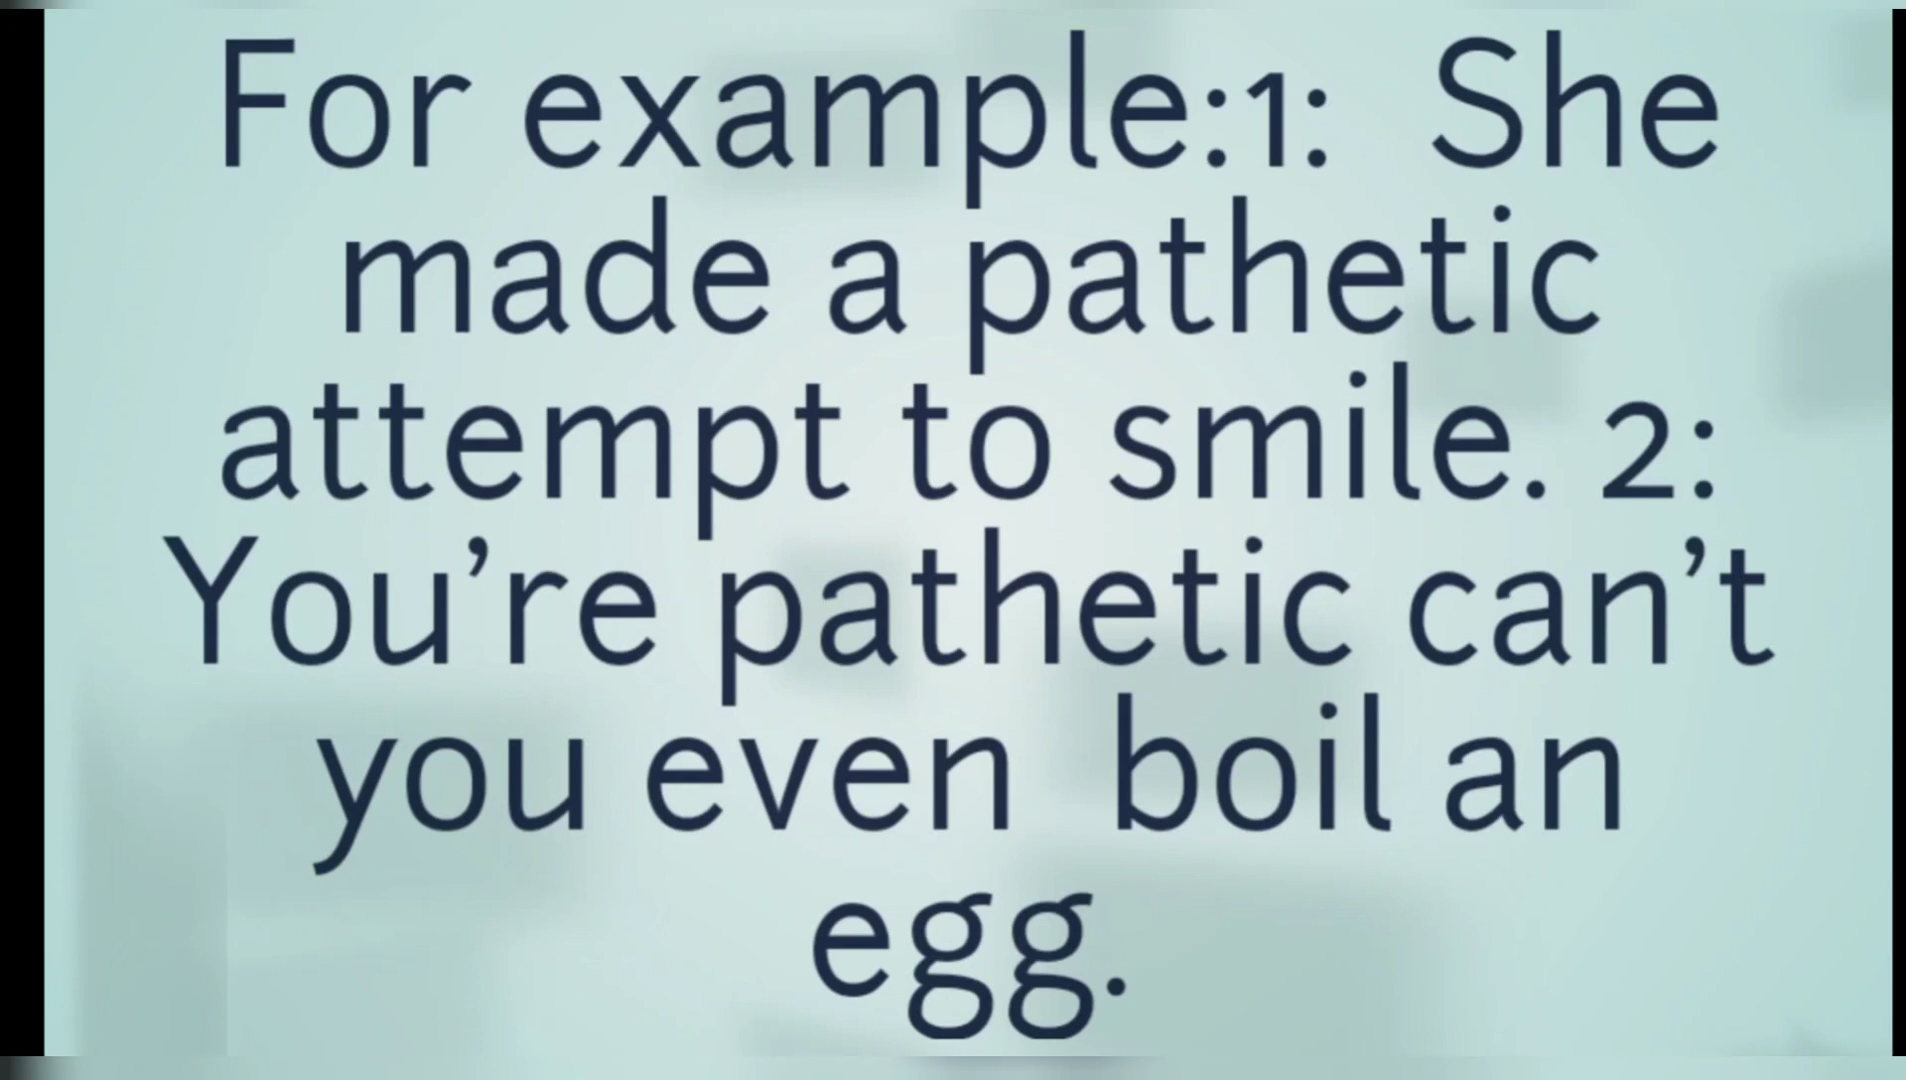 For example:1:  She
made a pathetic
attempt to smile. 2:
You’re pathetic can’t
you even  boil an
egg.